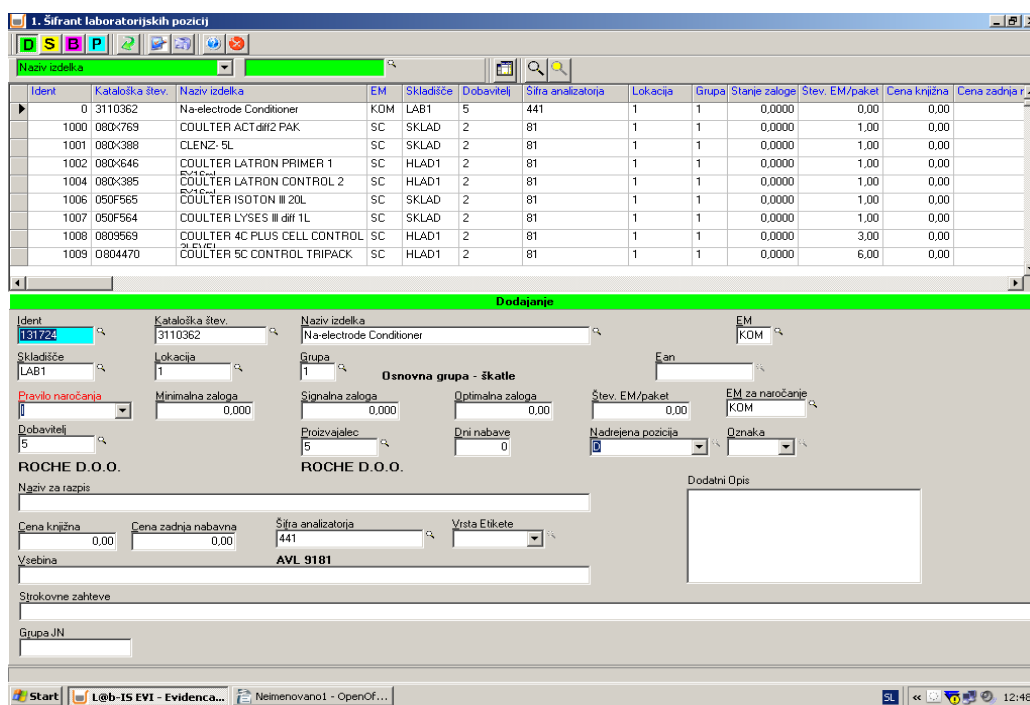 1. Šifrant laboratorijskih pozicij
D S B P
Naziv izdelka
Ident Kataloška štev. Naziv izdelka EM Skladišče Dobavitelj Šifra analizatorja Lokacija Grupa Stanje zaloge Štev. EM/paket Cena knjižna Cena zadnja r
0 3110362 Na-electrode Conditioner KOM LAB1 5 441 1 1 0,0000 0,00 0,00
1000 080X769 COULTER ACTdiff2 PAK SC SKLAD 2 81 1 1 0,0000 1,00 0,00
1001 080X388 CLENZ- 5L SC SKLAD 2 81 1 1 0,0000 1,00 0,00
1002 080X646 COULTER LATRON PRIMER 1 SC HLAD1 2 81 1 1 0,0000 1,00 0,00
1004 080X385 COULTER LATRON CONTROL 2 SC HLAD1 2 81 1 1 0,0000 1,00 0,00
1006 050F565 COULTER ISOTON III 20L SC SKLAD 2 81 1 1 0,0000 1,00 0,00
1007 050F564 COULTER LYSES III diff 1L SC SKLAD 2 81 1 1 0,0000 1,00 0,00
1008 0809569 COULTER 4C PLUS CELL CONTROL SC HLAD1 2 81 1 1 0,0000 3,00 0,00
1009 O804470 COULTER 5C CONTROL TRIPACK SC HLAD1 2 81 1 1 0,0000 6,00 0,00
Dodajanje
Ident Kataloška štev. Naziv izdelka EM
131724 3110362 Na-electrode Conditioner KOM
Skladišče Lokacija Grupa Ean
LAB1 1 1 Osnovna grupa - škatle
Pravilo naročanja Minimalna zaloga Signalna zaloga Optimalna zaloga Štev. EM/paket EM za naročanje
0,000 0,000 0,00 0,00 KOM
Dobavitelj Proizvajalec Dni nabave Nadrejena pozicija Oznaka
5 5 0 D
ROCHE D.O.O. ROCHE D.O.O.
Naziv za razpis Dodatni Opis
Cena knjižna Cena zadnja nabavna Šifra analizatorja Vrsta Etikete
0,00 0,00 441
Vsebina AVL 9181
Strokovne zahteve
Grupa JN
Start L@b-IS EVI - Evidenca... Neimenovano1 - OpenOf... SL « 12:48